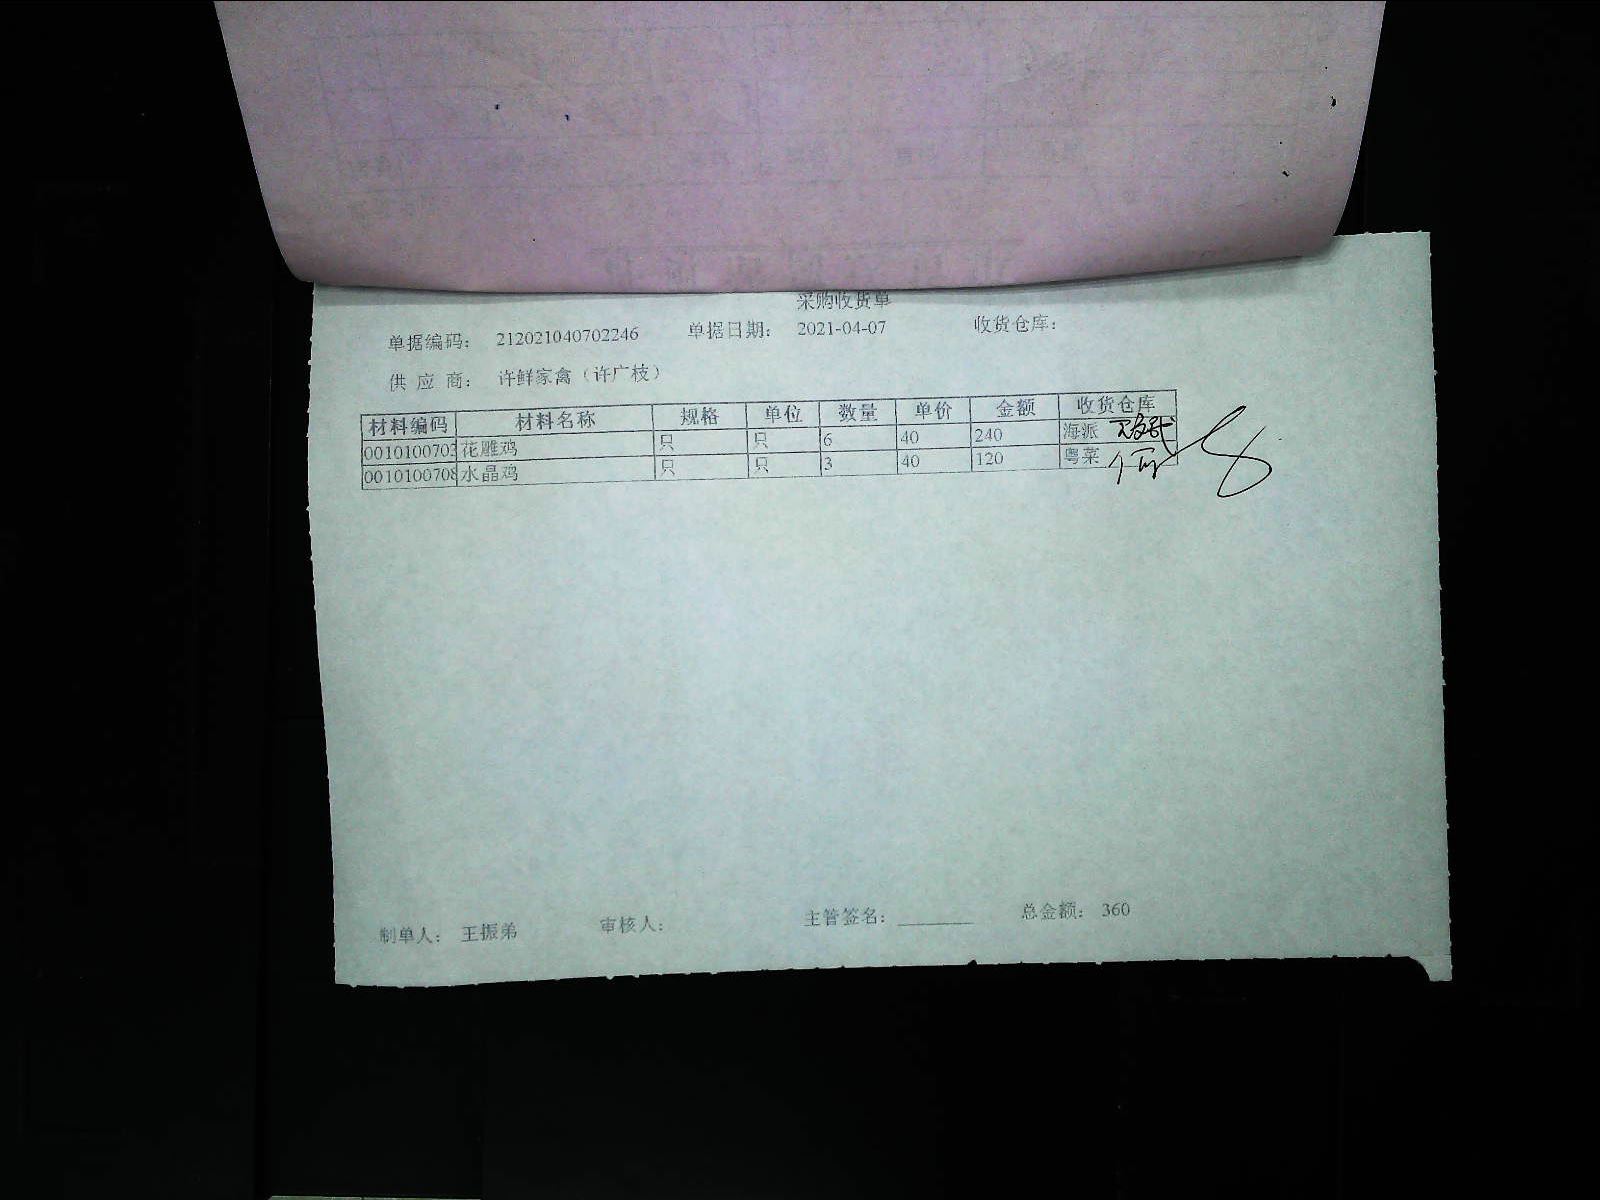 采购收货单
单据编码： 212021040702246 单据日期： 2021-04-07 收货仓库：
供 应 商： 许鲜家禽（许广枝）
材料编码 材料名称 规格 单位 数量 单价 金额 收货仓库
0010100703 花雕鸡 只 只 6 40 240 海派
0010100708 水晶鸡 只 只 3 40 120 粤菜
制单人： 王振弟 审核人： 主管签名： 总金额： 360